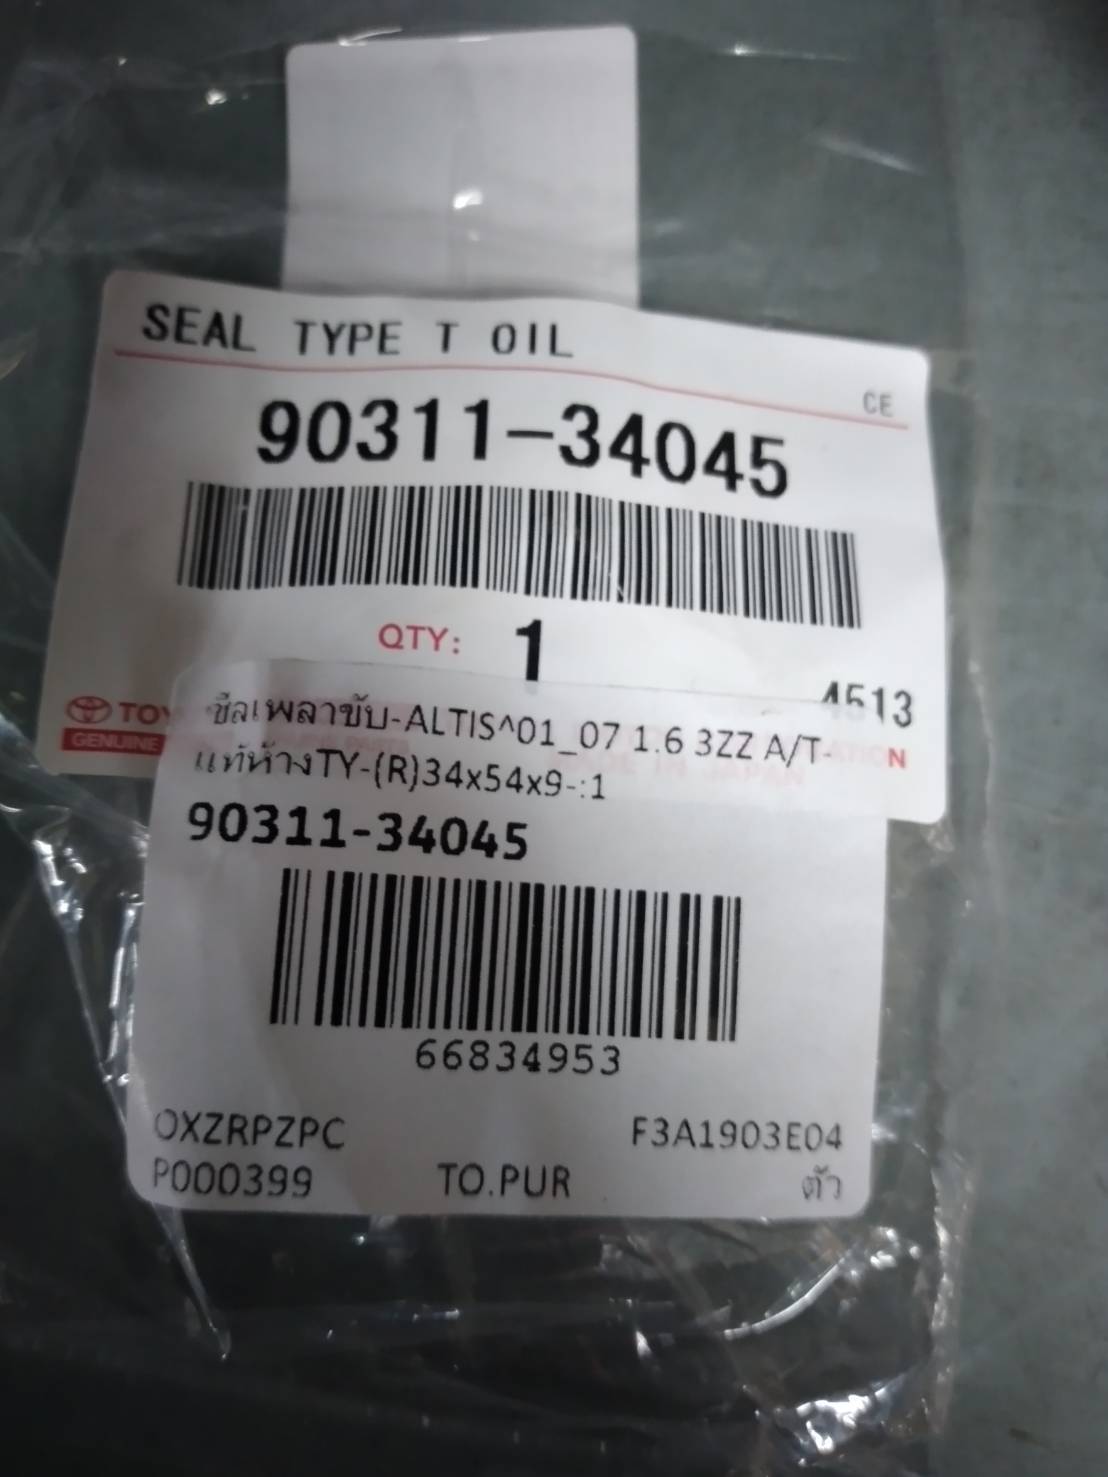 SEAL TYPE T OIL
CE
90311-34045
QTY: 1
4513
TOY
GENUINE
ซีลเพลาขับ-ALTIS^01_07 1.6 3ZZ A/T-
แท้ห้างTY-(R)34x54x9-:1
90311-34045
66834953
OXZRPZPC F3A1903E04
P000399 TO.PUR ตัว